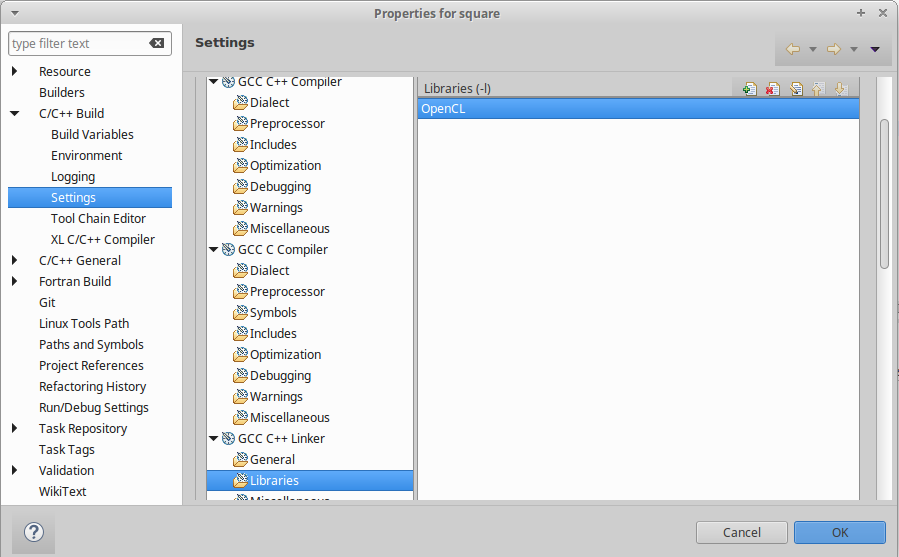 Properties for square
type filter text
Resource
Builders
C/C++ Build
Build Variables
Environment
Logging
Settings
Tool Chain Editor
XL C/C++ Compiler
C/C++ General
Fortran Build
Git
Linux Tools Path
Paths and Symbols
Project References
Refactoring History
Run/Debug Settings
Task Repository
Task Tags
Validation
WikiText
Settings
GCC C++ Compiler
Dialect
Preprocessor
Includes
Optimization
Debugging
Warnings
Miscellaneous
GCC C Compiler
Dialect
Preprocessor
Symbols
Includes
Optimization
Debugging
Warnings
Miscellaneous
GCC C++ Linker
General
Libraries
Miscellaneous
Libraries (-l)
OpenCL
?
Cancel
OK